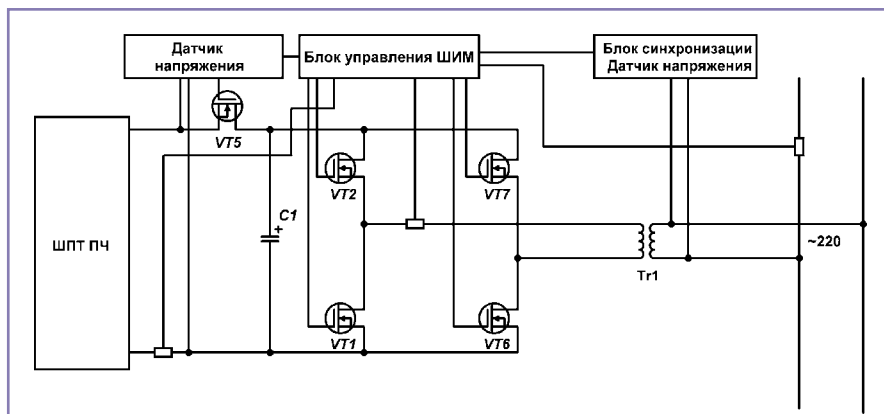 Датчик
напряжения
Блок управления ШИМ
Блок синхронизации
Датчик напряжения
VT5
VT2
VT7
C1
+
ШПТ ПЧ
~220
Tr1
VT1
VT6